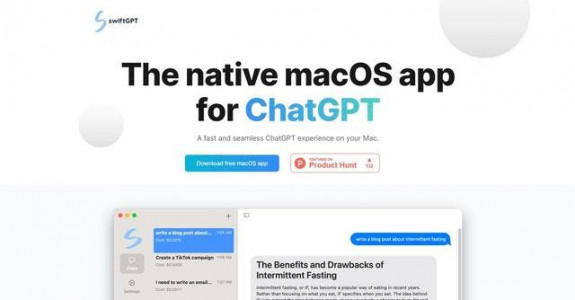 swiftGPT
The native macOS app
for ChatGPT
A fast and seamless ChatGPT experience on your Mac.
Download free macOS app
FEATURED ON
Product Hunt
132
write a blog post about...
Create a TikTok campaign
I need to write an email...
Settings
write a blog post about intermittent fasting
The Benefits and Drawbacks of
Intermittent Fasting
Intermittent fasting, or IF, has become a popular way of eating in recent years.
Rather than focusing on what you eat, IF specifies when you eat. The idea behind